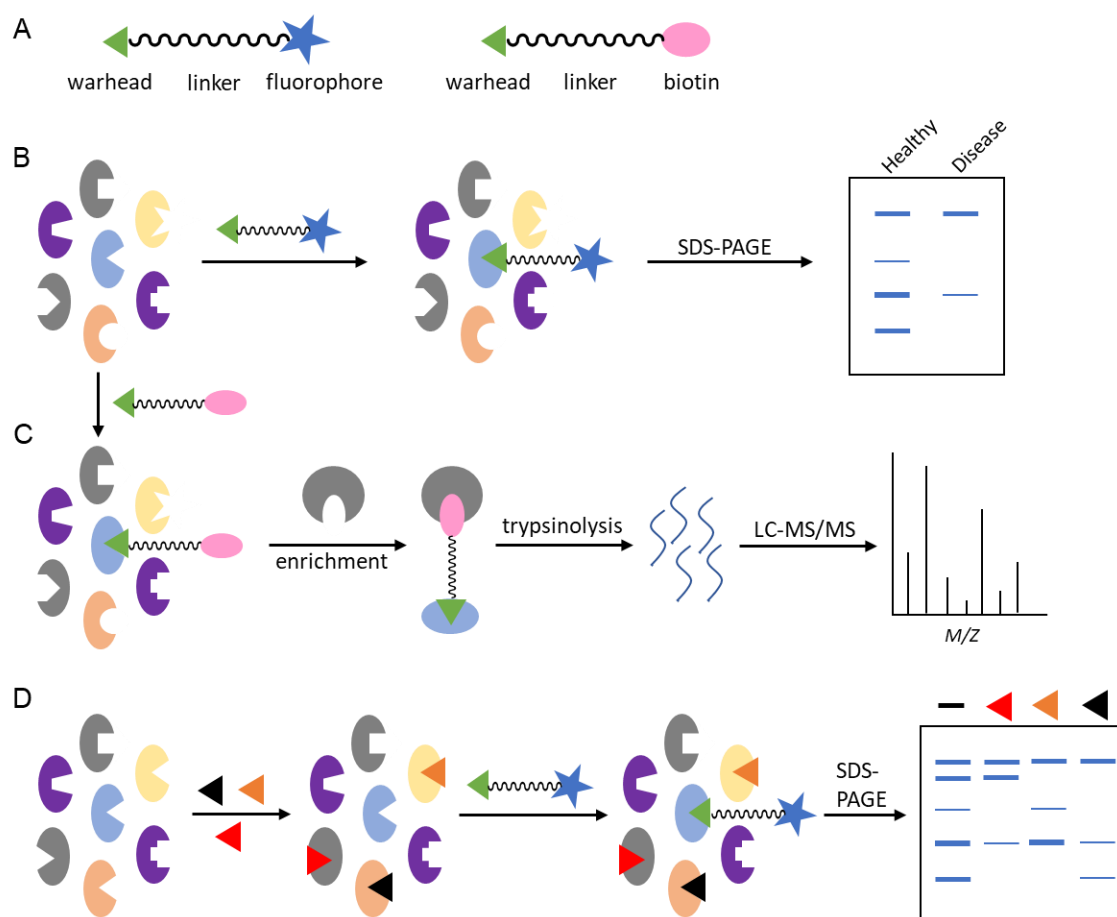 A
warhead linker fluorophore
warhead linker biotin
B
Healthy
Disease
SDS-PAGE
C
enrichment
trypsinolysis
LC-MS/MS
M/Z
D
SDS-
PAGE